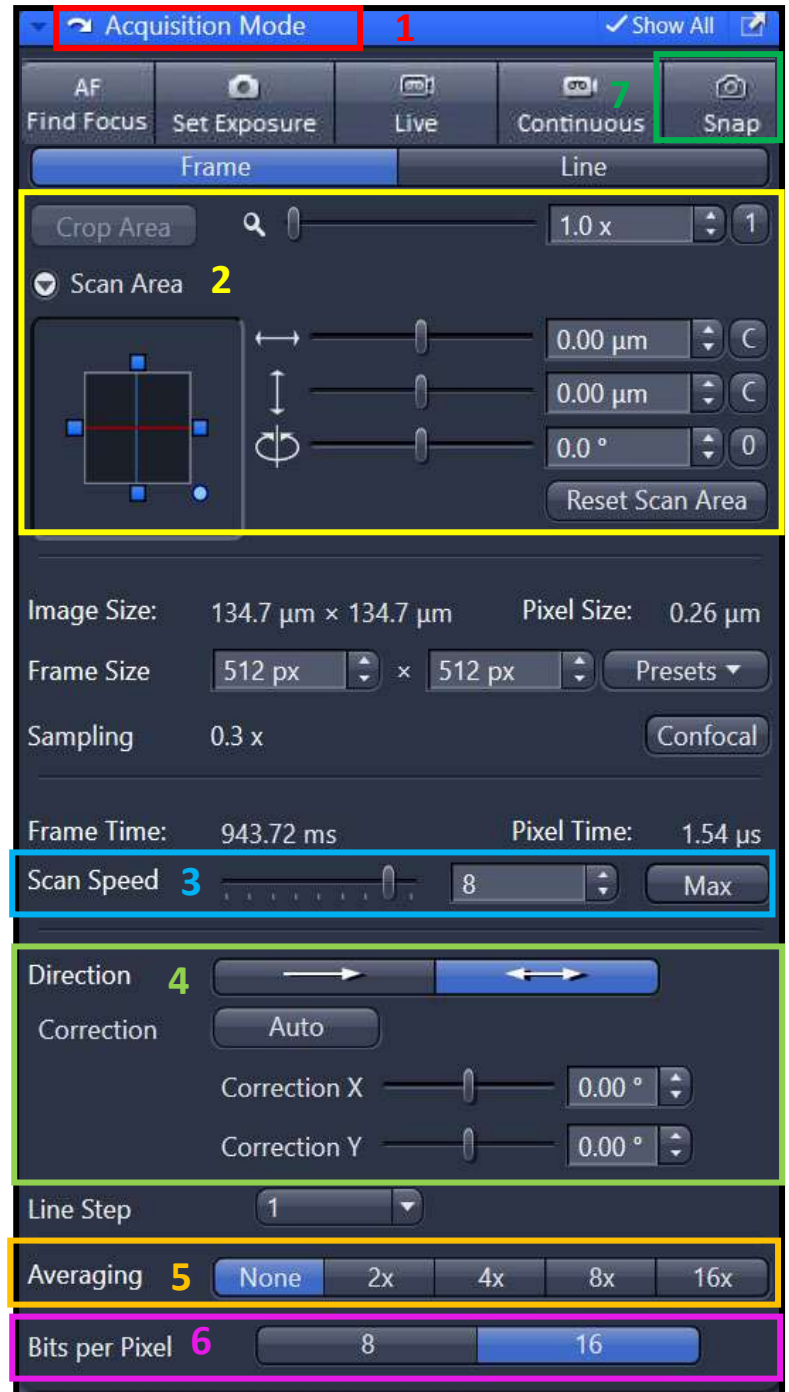 Acquisition Mode 1 Show All
AF
Find Focus Set Exposure Live Continuous 7 Snap
Frame Line
Crop Area 1.0 x 1
Scan Area 2
0.00 µm C
0.00 µm C
0.0 ° 0
Reset Scan Area
Image Size: 134.7 µm × 134.7 µm Pixel Size: 0.26 µm
Frame Size 512 px × 512 px Presets
Sampling 0.3 x Confocal
Frame Time: 943.72 ms Pixel Time: 1.54 µs
Scan Speed 3 8 Max
Direction 4
Correction Auto
Correction X 0.00 °
Correction Y 0.00 °
Line Step 1
Averaging 5 None 2x 4x 8x 16x
Bits per Pixel 6 8 16